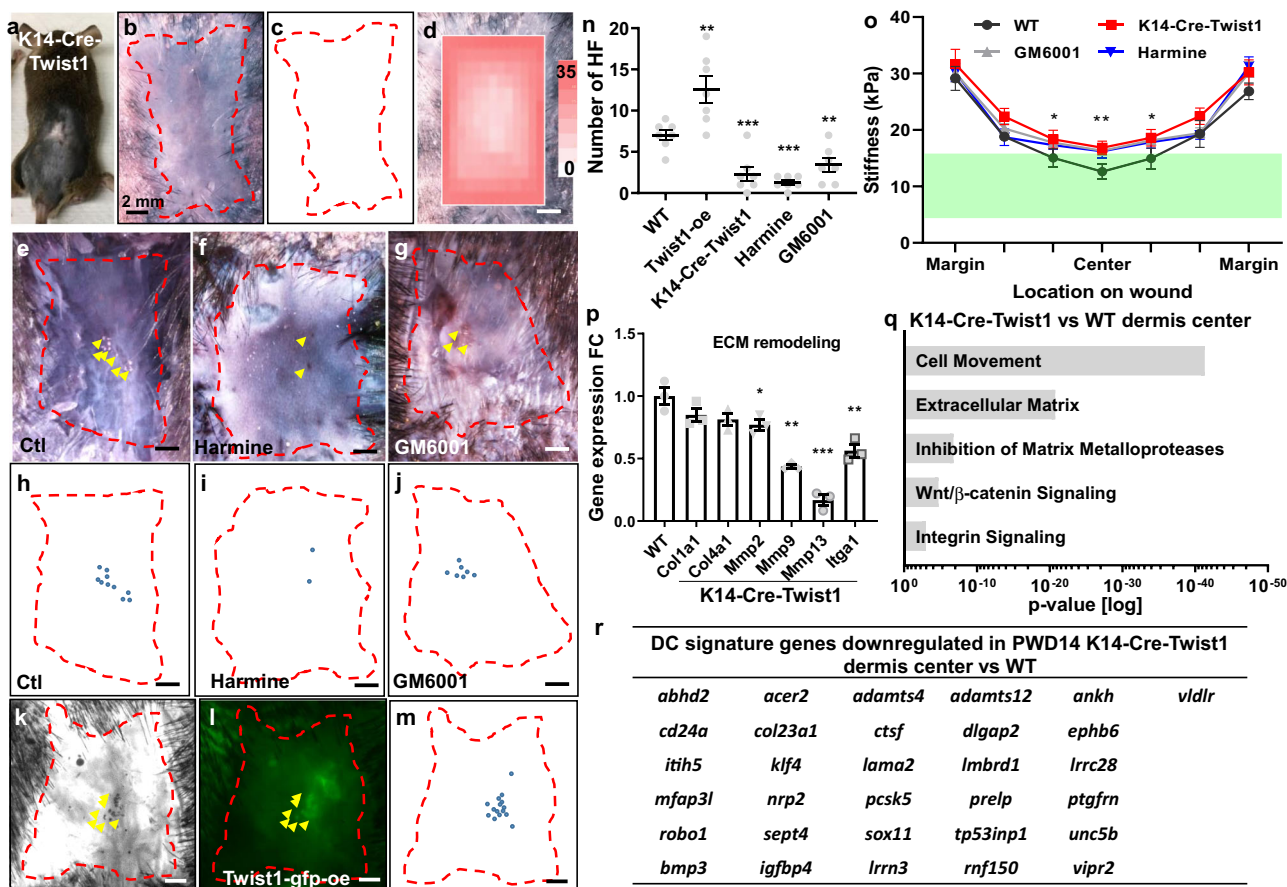 a
K14-Cre-
Twist1
b
2 mm
c
d
35
0
e
Ctl
f
Harmine
g
GM6001
h
Ctl
i
Harmine
j
GM6001
k
l
Twist1-gfp-oe
m
n
Number of HF
20
15
10
5
0
**
***
***
**
WT
Twist1-oe
K14-Cre-Twist1
Harmine
GM6001
o
WT
K14-Cre-Twist1
GM6001
Harmine
Stiffness (kPa)
40
30
20
10
0
*
**
*
Margin
Center
Margin
Location on wound
p
ECM remodeling
Gene expression FC
1.5
1.0
0.5
0.0
*
**
***
**
WT
Col1a1
Col4a1
Mmp2
Mmp9
Mmp13
Itga1
K14-Cre-Twist1
q
K14-Cre-Twist1 vs WT dermis center
Cell Movement
Extracellular Matrix
Inhibition of Matrix Metalloproteases
Wnt/β-catenin Signaling
Integrin Signaling
10⁰ 10⁻¹⁰ 10⁻²⁰ 10⁻³⁰ 10⁻⁴⁰ 10⁻⁵⁰
p-value [log]
r
DC signature genes downregulated in PWD14 K14-Cre-Twist1
dermis center vs WT
abhd2 acer2 adamts4 adamts12 ankh vldlr
cd24a col23a1 ctsf dlgap2 ephb6
itih5 klf4 lama2 lmbrd1 lrrc28
mfap3l nrp2 pcsk5 prelp ptgfrn
robo1 sept4 sox11 tp53inp1 unc5b
bmp3 igfbp4 lrrn3 rnf150 vipr2